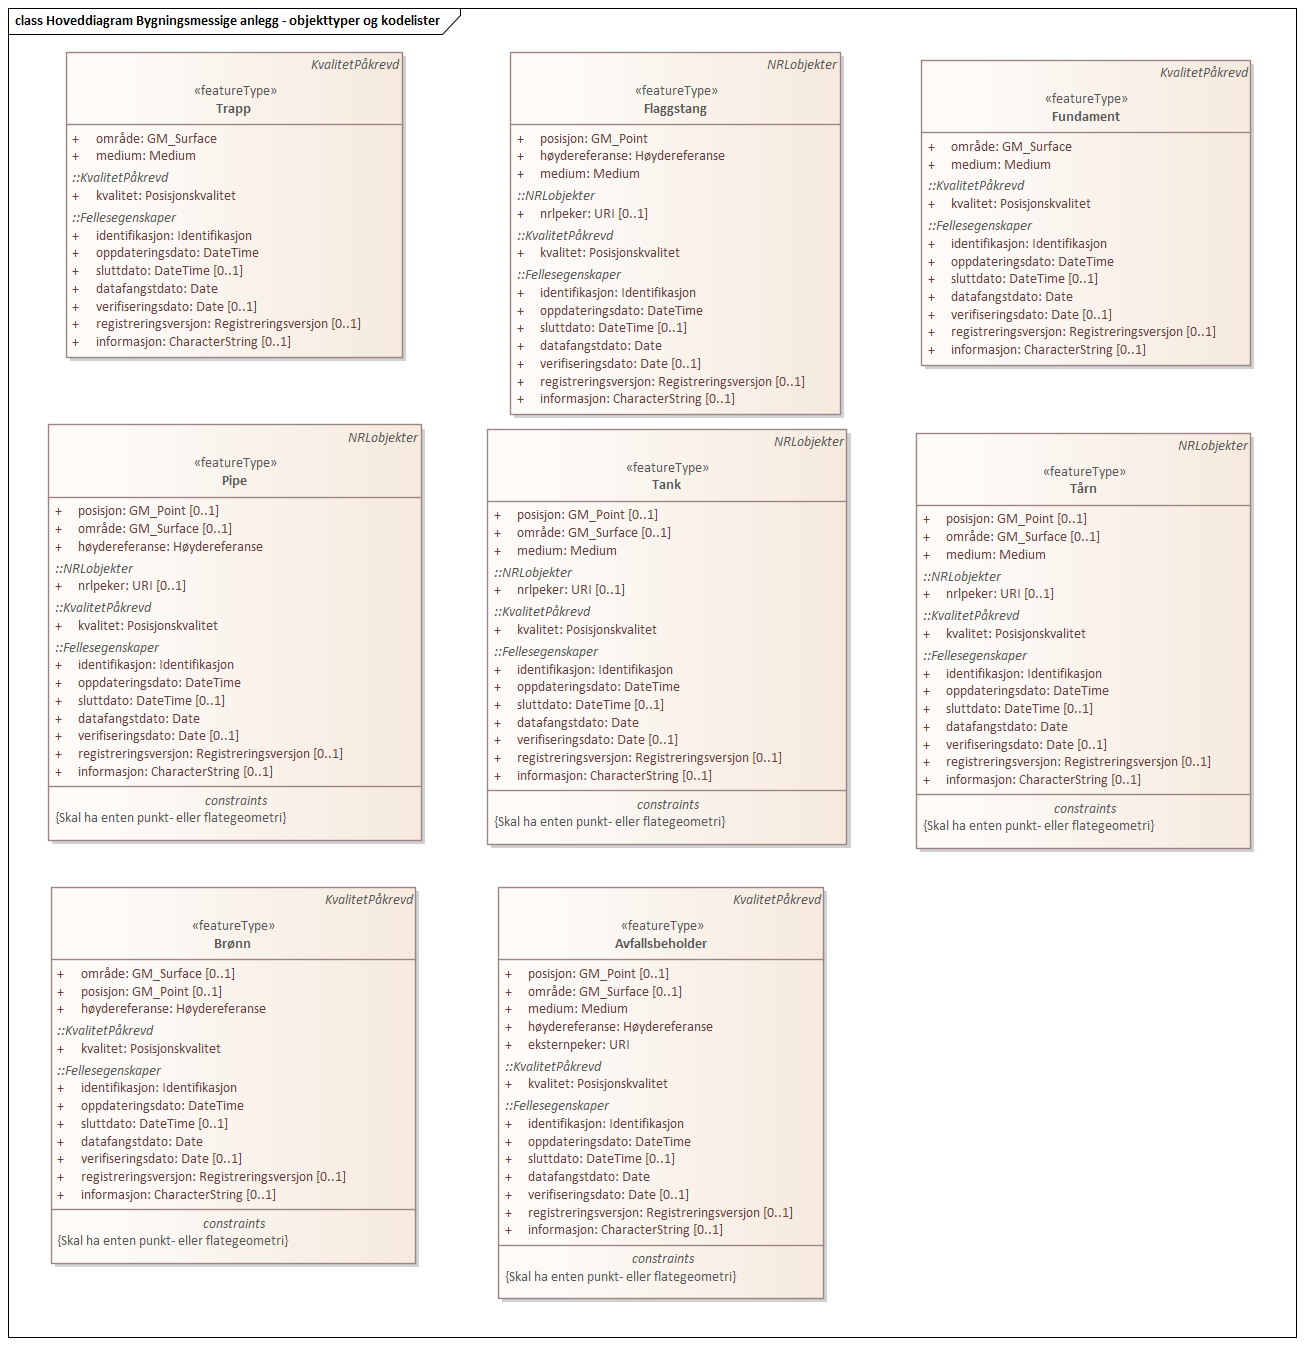 class Hoveddiagram Bygningsmessige anlegg - objekttyper og kodelister
KvalitetPåkrevd
«featureType»
Trapp
+ område: GM_Surface
+ medium: Medium
::KvalitetPåkrevd
+ kvalitet: Posisjonskvalitet
::Fellesegenskaper
+ identifikasjon: Identifikasjon
+ oppdateringsdato: DateTime
+ sluttdato: DateTime [0..1]
+ datafangstdato: Date
+ verifiseringsdato: Date [0..1]
+ registreringsversjon: Registreringsversjon [0..1]
+ informasjon: CharacterString [0..1]
NRLobjekter
«featureType»
Flaggstang
+ posisjon: GM_Point
+ høydereferanse: Høydereferanse
+ medium: Medium
::NRLobjekter
+ nrlpeker: URI [0..1]
::KvalitetPåkrevd
+ kvalitet: Posisjonskvalitet
::Fellesegenskaper
+ identifikasjon: Identifikasjon
+ oppdateringsdato: DateTime
+ sluttdato: DateTime [0..1]
+ datafangstdato: Date
+ verifiseringsdato: Date [0..1]
+ registreringsversjon: Registreringsversjon [0..1]
+ informasjon: CharacterString [0..1]
KvalitetPåkrevd
«featureType»
Fundament
+ område: GM_Surface
+ medium: Medium
::KvalitetPåkrevd
+ kvalitet: Posisjonskvalitet
::Fellesegenskaper
+ identifikasjon: Identifikasjon
+ oppdateringsdato: DateTime
+ sluttdato: DateTime [0..1]
+ datafangstdato: Date
+ verifiseringsdato: Date [0..1]
+ registreringsversjon: Registreringsversjon [0..1]
+ informasjon: CharacterString [0..1]
NRLobjekter
«featureType»
Pipe
+ posisjon: GM_Point [0..1]
+ område: GM_Surface [0..1]
+ høydereferanse: Høydereferanse
::NRLobjekter
+ nrlpeker: URI [0..1]
::KvalitetPåkrevd
+ kvalitet: Posisjonskvalitet
::Fellesegenskaper
+ identifikasjon: Identifikasjon
+ oppdateringsdato: DateTime
+ sluttdato: DateTime [0..1]
+ datafangstdato: Date
+ verifiseringsdato: Date [0..1]
+ registreringsversjon: Registreringsversjon [0..1]
+ informasjon: CharacterString [0..1]
constraints
{Skal ha enten punkt- eller flategeometri}
NRLobjekter
«featureType»
Tank
+ posisjon: GM_Point [0..1]
+ område: GM_Surface [0..1]
+ medium: Medium
::NRLobjekter
+ nrlpeker: URI [0..1]
::KvalitetPåkrevd
+ kvalitet: Posisjonskvalitet
::Fellesegenskaper
+ identifikasjon: Identifikasjon
+ oppdateringsdato: DateTime
+ sluttdato: DateTime [0..1]
+ datafangstdato: Date
+ verifiseringsdato: Date [0..1]
+ registreringsversjon: Registreringsversjon [0..1]
+ informasjon: CharacterString [0..1]
constraints
{Skal ha enten punkt- eller flategeometri}
NRLobjekter
«featureType»
Tårn
+ posisjon: GM_Point [0..1]
+ område: GM_Surface [0..1]
+ medium: Medium
::NRLobjekter
+ nrlpeker: URI [0..1]
::KvalitetPåkrevd
+ kvalitet: Posisjonskvalitet
::Fellesegenskaper
+ identifikasjon: Identifikasjon
+ oppdateringsdato: DateTime
+ sluttdato: DateTime [0..1]
+ datafangstdato: Date
+ verifiseringsdato: Date [0..1]
+ registreringsversjon: Registreringsversjon [0..1]
+ informasjon: CharacterString [0..1]
constraints
{Skal ha enten punkt- eller flategeometri}
KvalitetPåkrevd
«featureType»
Brønn
+ område: GM_Surface [0..1]
+ posisjon: GM_Point [0..1]
+ høydereferanse: Høydereferanse
::KvalitetPåkrevd
+ kvalitet: Posisjonskvalitet
::Fellesegenskaper
+ identifikasjon: Identifikasjon
+ oppdateringsdato: DateTime
+ sluttdato: DateTime [0..1]
+ datafangstdato: Date
+ verifiseringsdato: Date [0..1]
+ registreringsversjon: Registreringsversjon [0..1]
+ informasjon: CharacterString [0..1]
constraints
{Skal ha enten punkt- eller flategeometri}
KvalitetPåkrevd
«featureType»
Avfallsbeholder
+ posisjon: GM_Point [0..1]
+ område: GM_Surface [0..1]
+ medium: Medium
+ høydereferanse: Høydereferanse
+ eksternpeker: URI
::KvalitetPåkrevd
+ kvalitet: Posisjonskvalitet
::Fellesegenskaper
+ identifikasjon: Identifikasjon
+ oppdateringsdato: DateTime
+ sluttdato: DateTime [0..1]
+ datafangstdato: Date
+ verifiseringsdato: Date [0..1]
+ registreringsversjon: Registreringsversjon [0..1]
+ informasjon: CharacterString [0..1]
constraints
{Skal ha enten punkt- eller flategeometri}